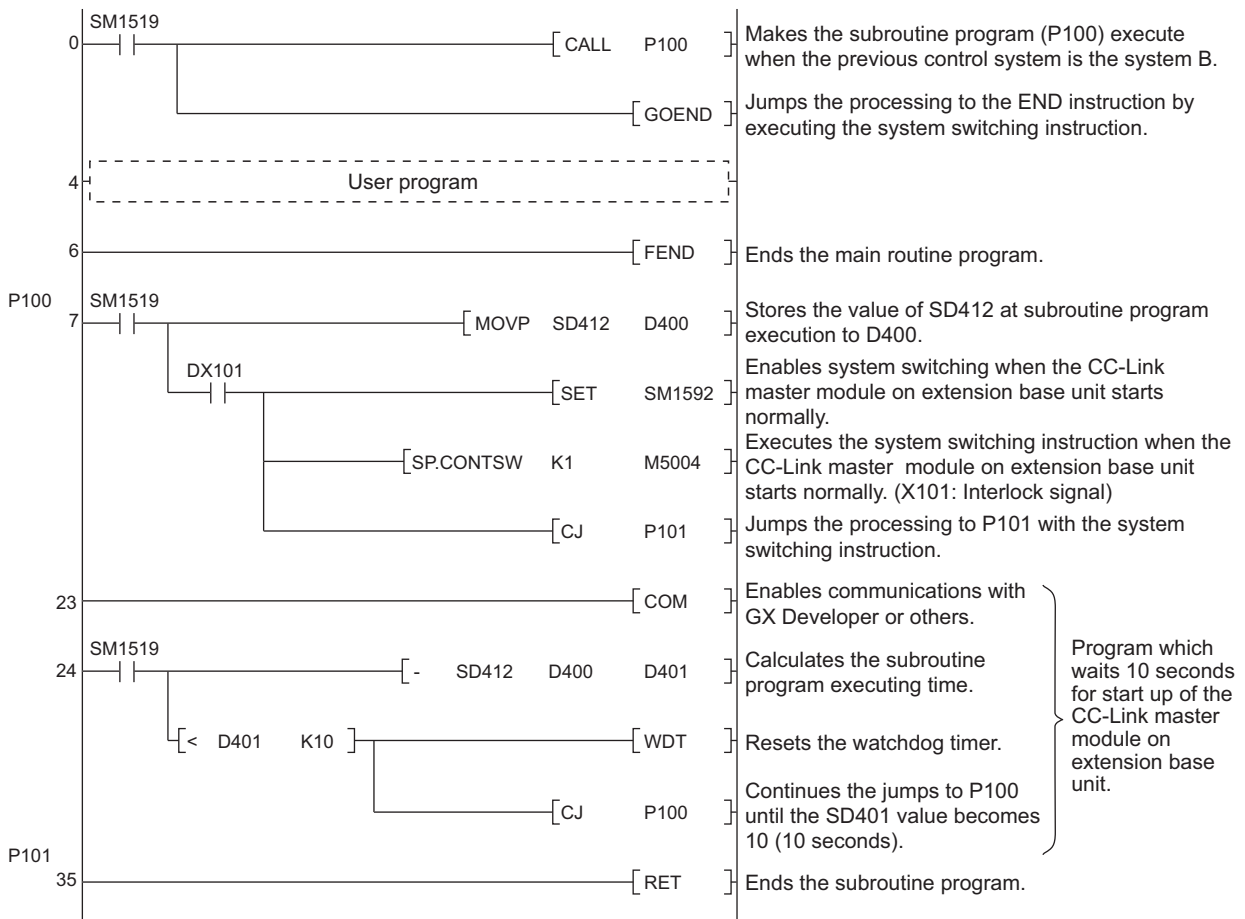 SM1519
0 CALL P100
Makes the subroutine program (P100) execute
when the previous control system is the system B.
GOEND
Jumps the processing to the END instruction by
executing the system switching instruction.
4 User program
6 FEND
Ends the main routine program.
P100
SM1519
7 MOVP SD412 D400
Stores the value of SD412 at subroutine program
execution to D400.
DX101
SET SM1592
Enables system switching when the CC-Link
master module on extension base unit starts
normally.
SP.CONTSW K1 M5004
Executes the system switching instruction when the
CC-Link master module on extension base unit
starts normally. (X101: Interlock signal)
CJ P101
Jumps the processing to P101 with the system
switching instruction.
23 COM
Enables communications with
GX Developer or others.
SM1519
24 - SD412 D400 D401
Calculates the subroutine
program executing time.
< D401 K10
WDT
Resets the watchdog timer.
CJ P100
Continues the jumps to P100
until the SD401 value becomes
10 (10 seconds).
Program which
waits 10 seconds
for start up of the
CC-Link master
module on
extension base
unit.
P101
35 RET
Ends the subroutine program.